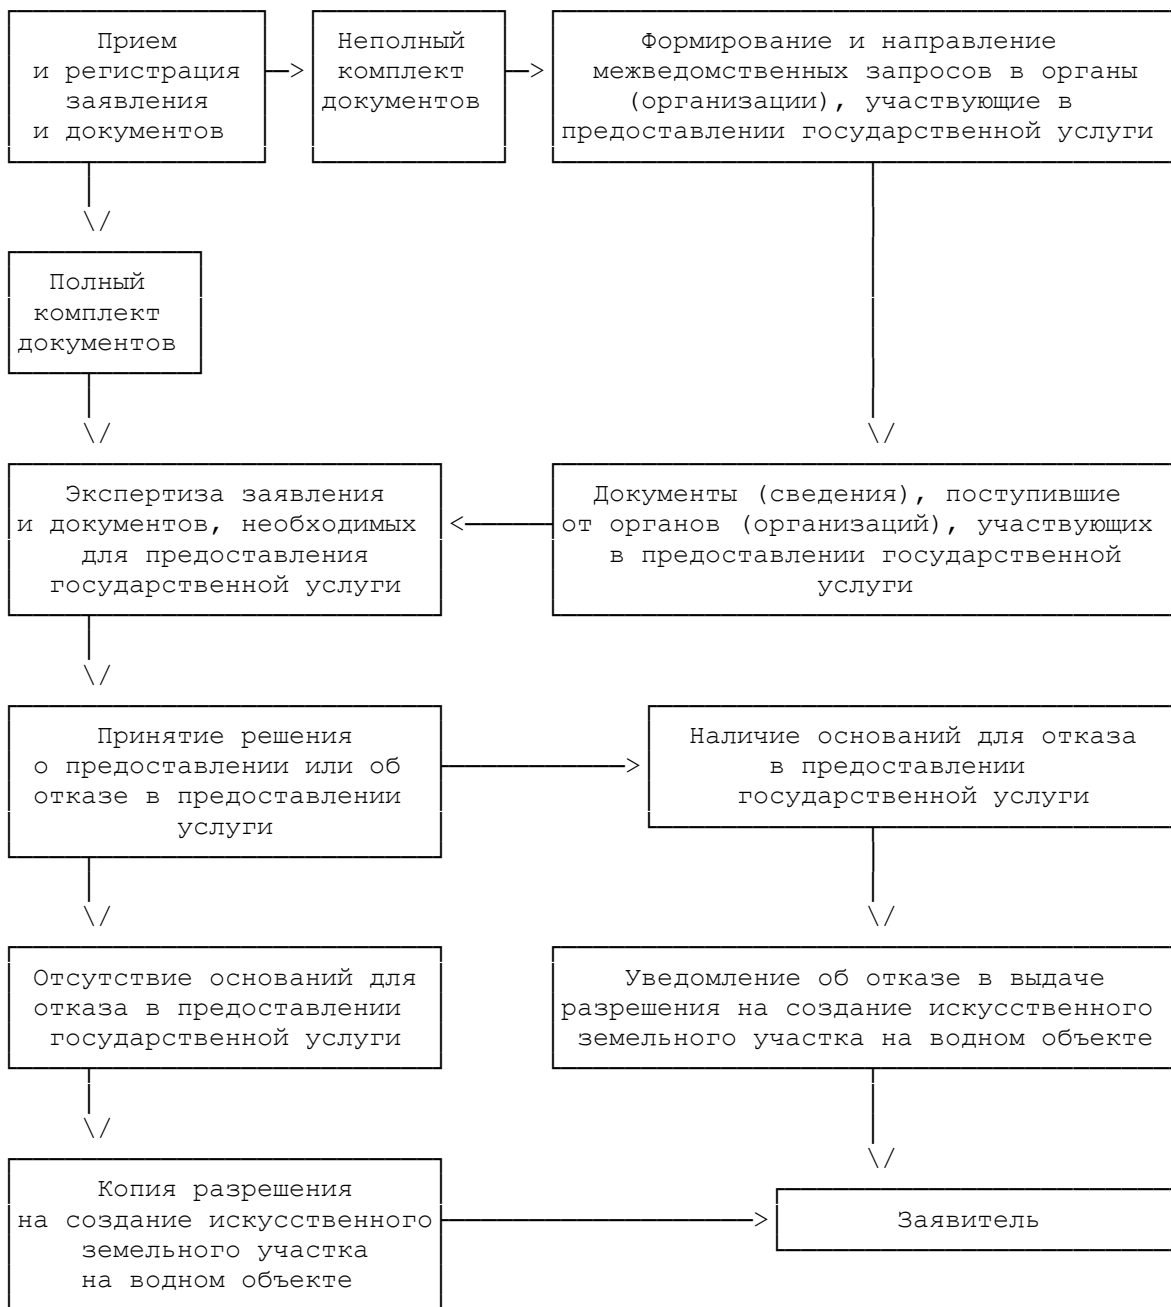 Прием
и регистрация
заявления
и документов
Неполный
комплект
документов
Формирование и направление
межведомственных запросов в органы
(организации), участвующие в
предоставлении государственной услуги
Полный
комплект
документов
Экспертиза заявления
и документов, необходимых
для предоставления
государственной услуги
Документы (сведения), поступившие
от органов (организаций), участвующих
в предоставлении государственной
услуги
Принятие решения
о предоставлении или об
отказе в предоставлении
услуги
Наличие оснований для отказа
в предоставлении
государственной услуги
Отсутствие оснований для
отказа в предоставлении
государственной услуги
Уведомление об отказе в выдаче
разрешения на создание искусственного
земельного участка на водном объекте
Копия разрешения
на создание искусственного
земельного участка
на водном объекте
Заявитель